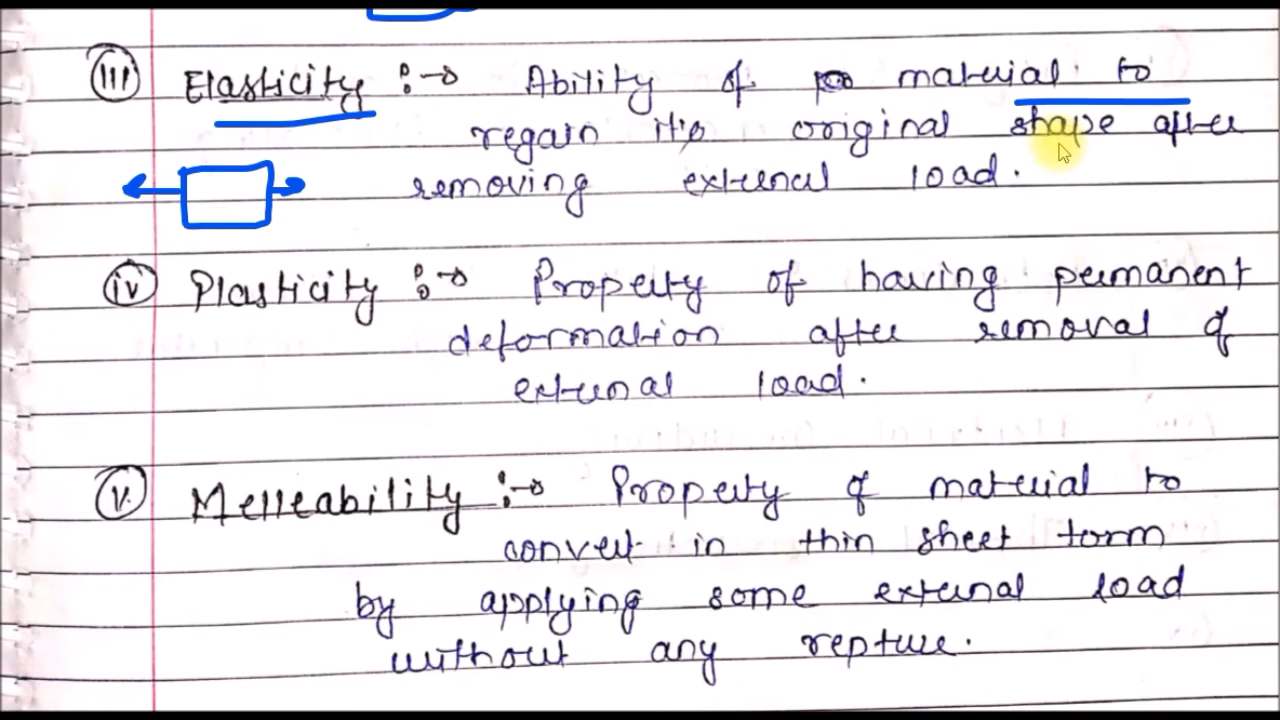 (iii) Elasticity :→ Ability of material to
regain it's original shape after
removing external load.
(iv) Plasticity :→ Property of having permanent
deformation after removal of
external load.
(v) Melleability :→ Property of material to
convert in thin sheet form
by applying some external load
without any repture.